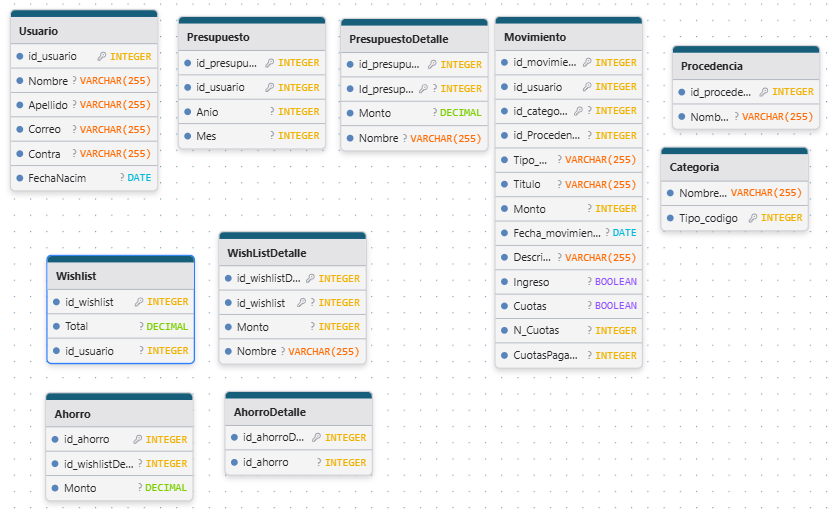 Usuario
id_usuario INTEGER
Nombre ? VARCHAR(255)
Apellido ? VARCHAR(255)
Correo ? VARCHAR(255)
Contra ? VARCHAR(255)
FechaNacim ? DATE
Presupuesto
id_presupu... INTEGER
id_usuario INTEGER
Anio ? INTEGER
Mes ? INTEGER
PresupuestoDetalle
id_presupu... INTEGER
Id_presup... ? INTEGER
Monto ? DECIMAL
Nombre ? VARCHAR(255)
Movimiento
id_movimie... INTEGER
id_usuario INTEGER
id_catego... ? INTEGER
id_Proceden... ? INTEGER
Tipo_... ? VARCHAR(255)
Titulo ? VARCHAR(255)
Monto ? INTEGER
Fecha_movimien... ? DATE
Descri... ? VARCHAR(255)
Ingreso ? BOOLEAN
Cuotas ? BOOLEAN
N_Cuotas ? INTEGER
CuotasPaga... ? INTEGER
Procedencia
id_procede... INTEGER
Nomb... ? VARCHAR(255)
Categoria
Nombre... VARCHAR(255)
Tipo_codigo INTEGER
Wishlist
id_wishlist INTEGER
Total ? DECIMAL
id_usuario ? INTEGER
WishListDetalle
id_wishlistD... INTEGER
id_wishlist ? INTEGER
Monto ? INTEGER
Nombre ? VARCHAR(255)
Ahorro
id_ahorro INTEGER
id_wishlistDe... ? INTEGER
Monto ? DECIMAL
AhorroDetalle
id_ahorroD... INTEGER
id_ahorro ? INTEGER